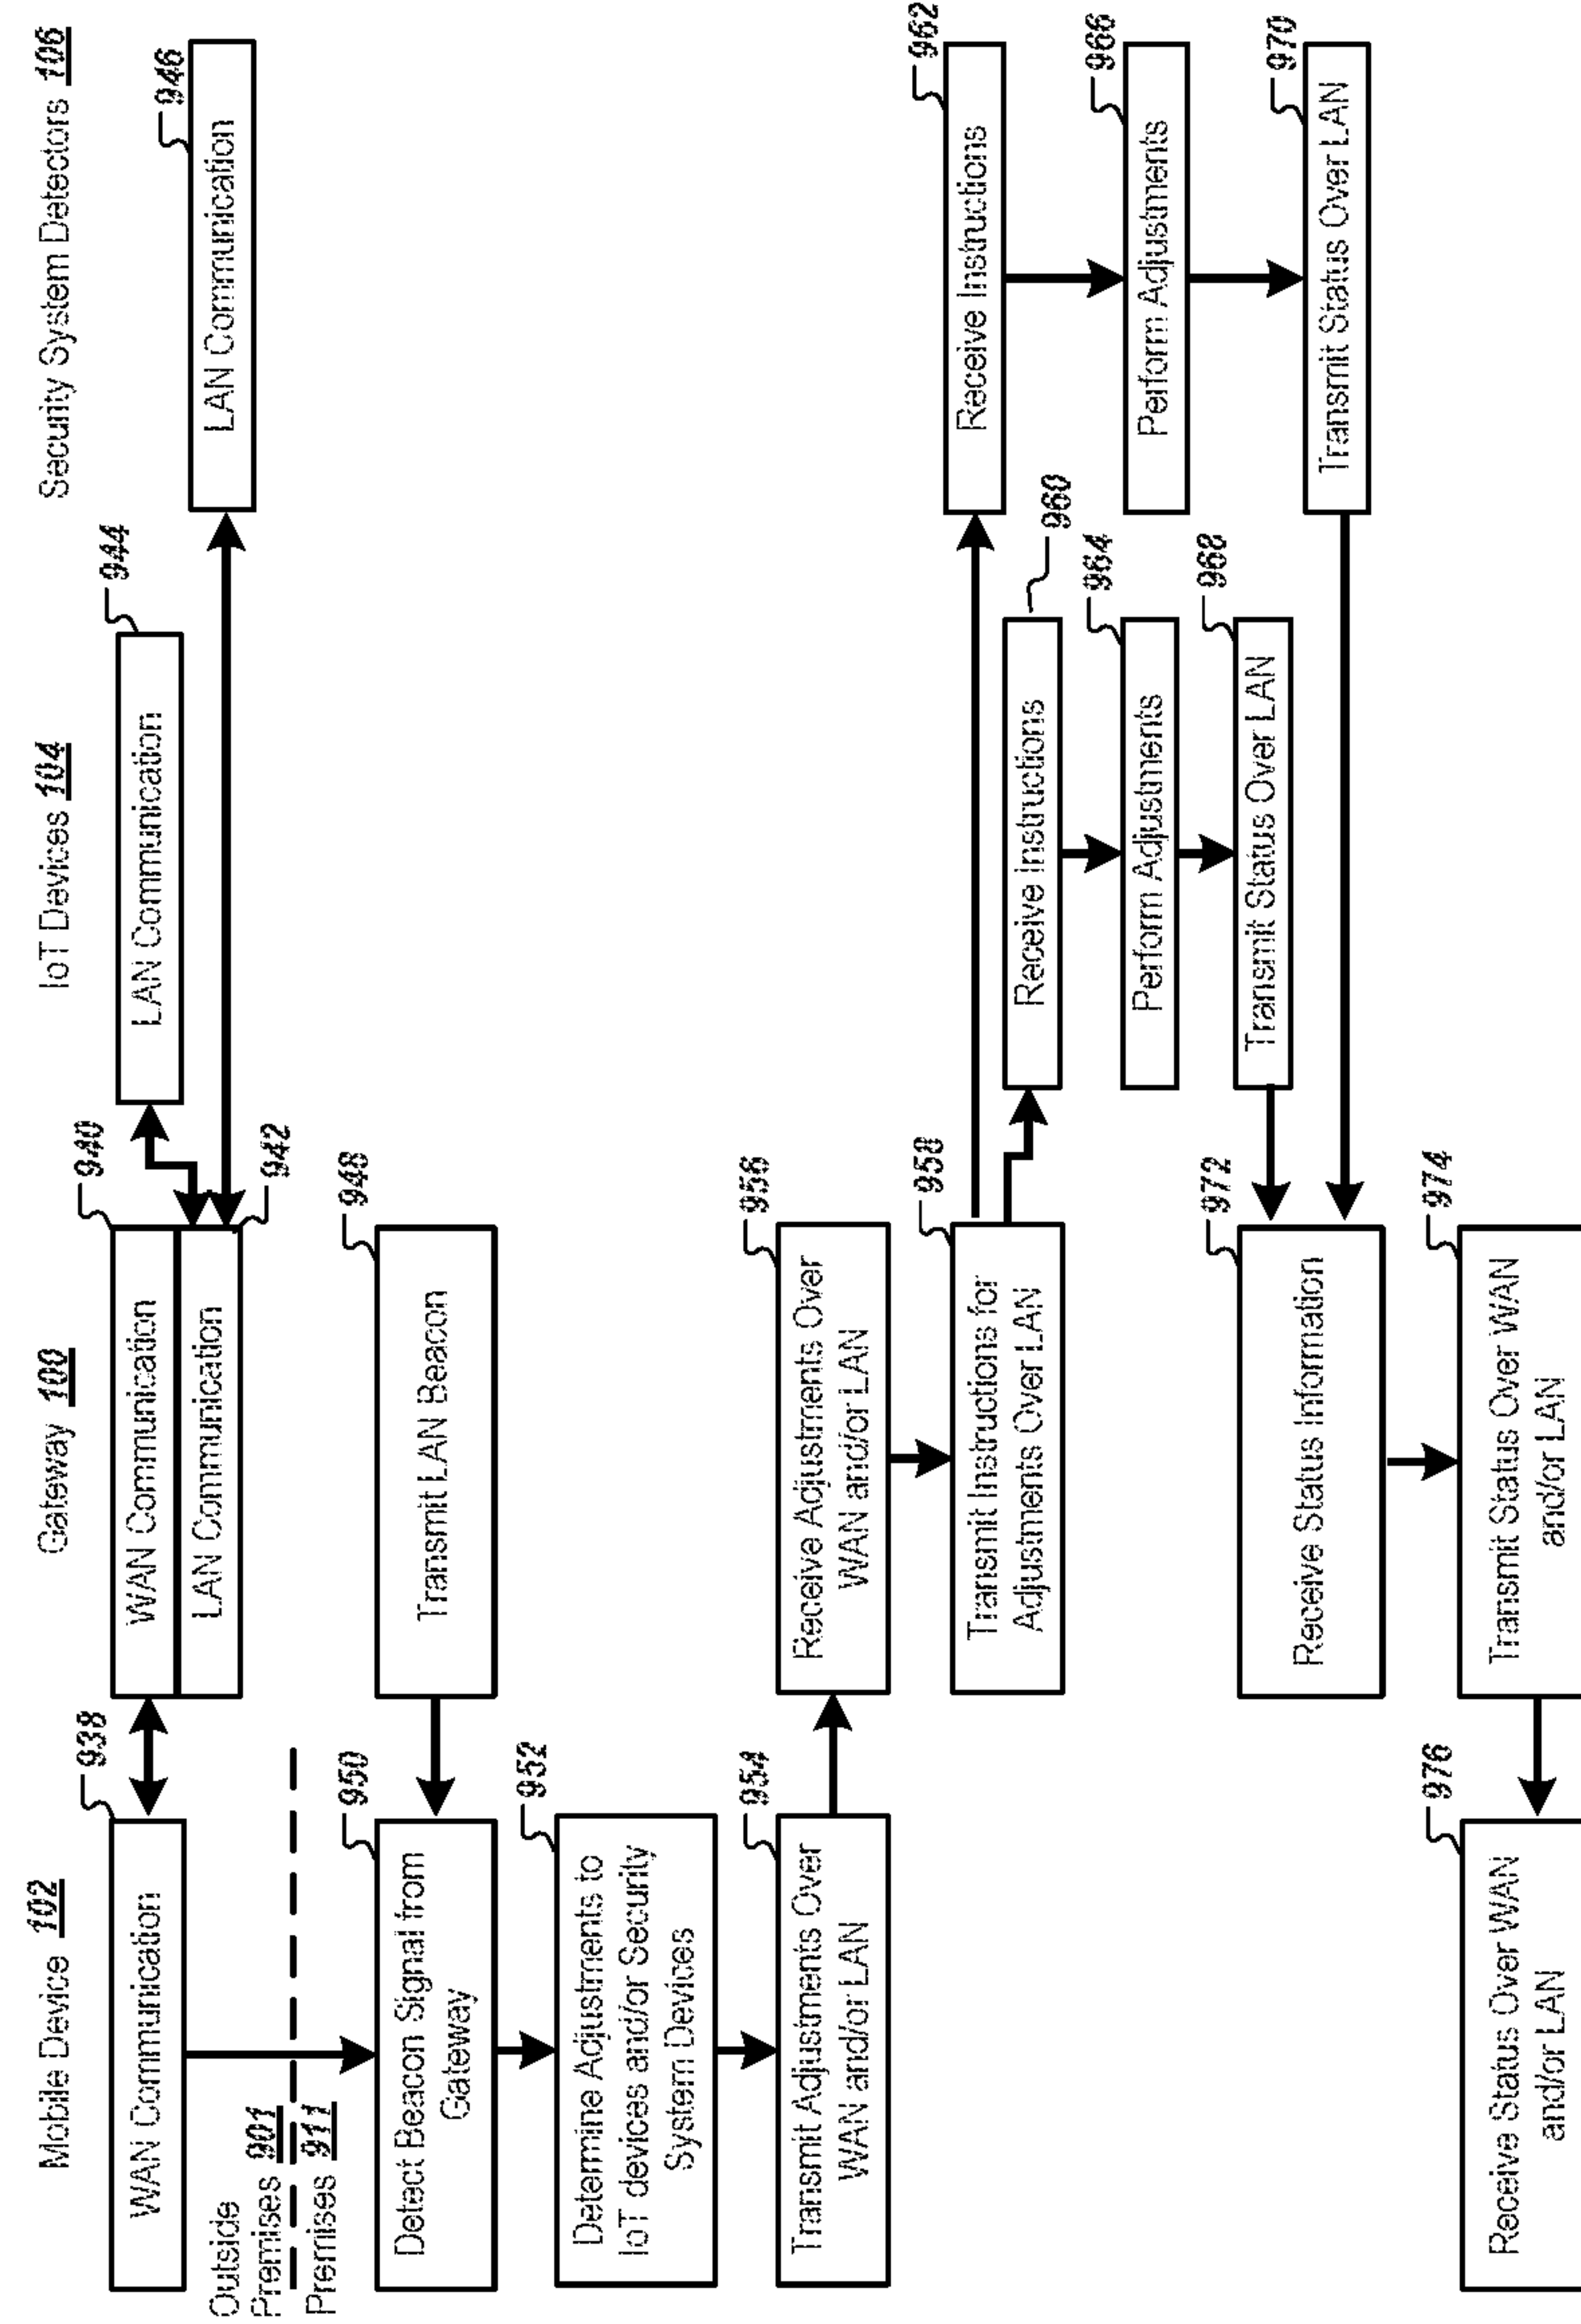 Mobile Device 102
Gateway 100
IoT Devices 104
Security System Detectors 106
938
WAN Communication
940
WAN Communication
LAN Communication
942
944
LAN Communication
946
LAN Communication
Outside
Premises 901
Premises 911
948
Transmit LAN Beacon
950
Detect Beacon Signal from
Gateway
952
Determine Adjustments to
IoT devices and/or Security
System Devices
954
Transmit Adjustments Over
WAN and/or LAN
956
Receive Adjustments Over
WAN and/or LAN
958
Transmit Instructions for
Adjustments Over LAN
960
Receive Instructions
962
Receive Instructions
964
Perform Adjustments
966
Perform Adjustments
968
Transmit Status Over LAN
970
Transmit Status Over LAN
972
Receive Status Information
974
Transmit Status Over WAN
and/or LAN
976
Receive Status Over WAN
and/or LAN